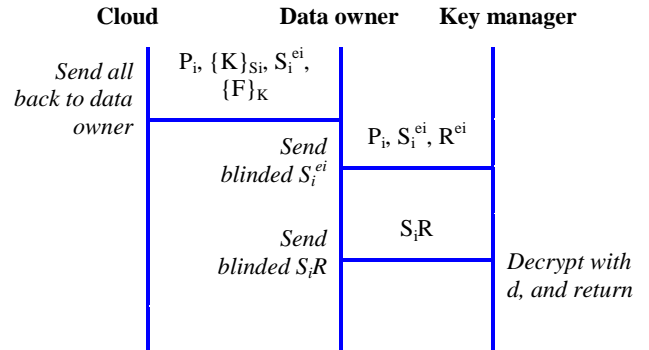 Cloud Data owner Key manager
Send all
back to data
owner
Pᵢ, {K}Sᵢ, Sᵢᵉⁱ,
{F}K
Send
blinded Sᵢᵉⁱ
Pᵢ, Sᵢᵉⁱ, Rᵉⁱ
Send
blinded SᵢR
SᵢR
Decrypt with
d, and return